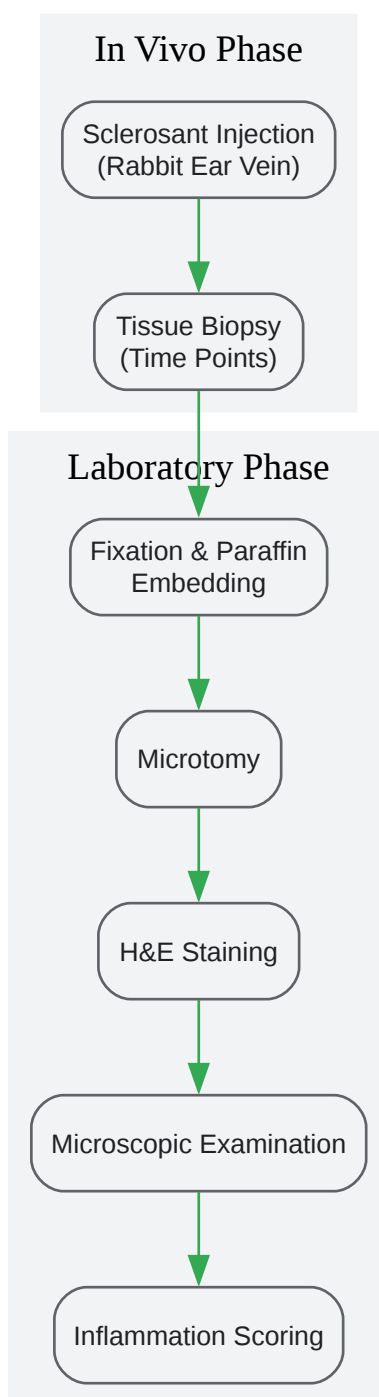 In Vivo Phase
Sclerosant Injection
(Rabbit Ear Vein)
Tissue Biopsy
(Time Points)
Laboratory Phase
Fixation & Paraffin
Embedding
Microtomy
H&E Staining
Microscopic Examination
Inflammation Scoring